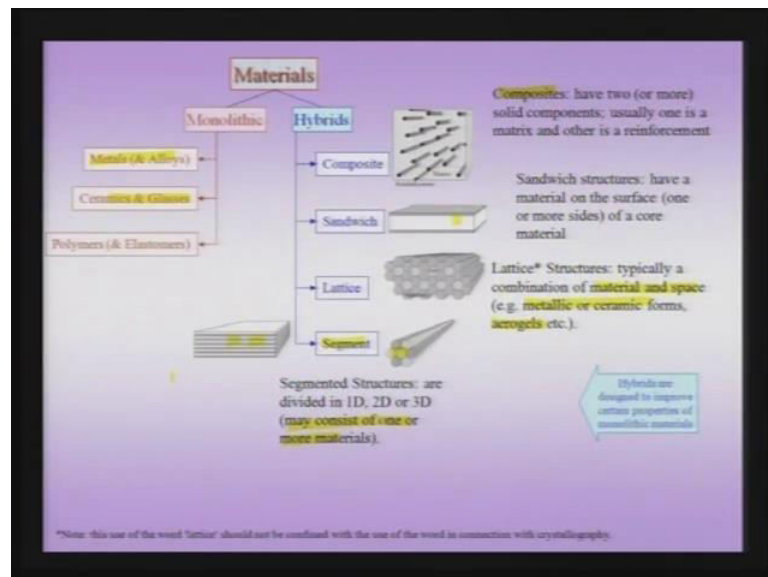 Materials
Monolithic
Hybrids
Metals (& Alloys)
Ceramics & Glasses
Polymers (& Elastomers)
Composite
Sandwich
Lattice
Segment
Composites: have two (or more)
solid components; usually one is a
matrix and other is a reinforcement
Sandwich structures: have a
material on the surface (one
or more sides) of a core
material
Lattice* Structures: typically a
combination of material and space
(e.g. metallic or ceramic forms,
aerogels etc.).
Segmented Structures: are
divided in 1D, 2D or 3D
(may consist of one or
more materials).
Hybrids are
designed to improve
certain properties of
monolithic materials
*Note: this use of the word 'lattice' should not be confused with the use of the word in connection with crystallography.